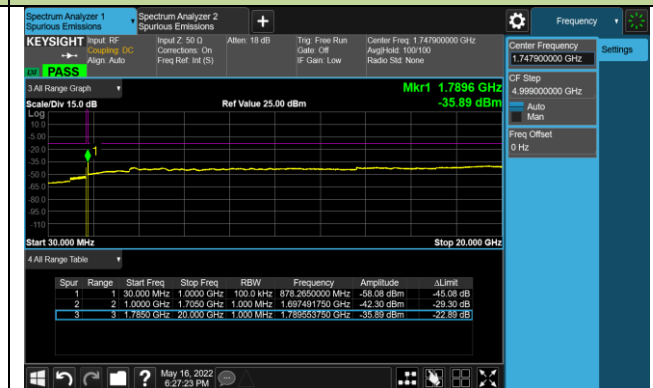 Spectrum Analyzer 1
Spurious Emissions
Spectrum Analyzer 2
Spurious Emissions
+
Frequency
KEYSIGHT
Input: RF
Coupling: DC
Align: Auto
Input Z: 50 Ω
Corrections: On
Freq Ref: Int (S)
Atten: 18 dB
Trig: Free Run
Gate: Off
IF Gain: Low
Center Freq: 1.747900000 GHz
Avg|Hold: 100/100
Radio Std: None
PASS
Center Frequency
1.747900000 GHz
Settings
CF Step
4.999000000 GHz
Auto
Man
Freq Offset
0 Hz
3 All Range Graph
Mkr1 1.7896 GHz
-35.89 dBm
Scale/Div 15.0 dB
Ref Value 25.00 dBm
Log
10.0
-5.00
-20.0
-35.0
-50.0
-65.0
-80.0
-95.0
-110
1
Start 30.000 MHz
Stop 20.000 GHz
4 All Range Table
Spur Range Start Freq Stop Freq RBW Frequency Amplitude ΔLimit
1 1 30.000 MHz 1.0000 GHz 100.0 kHz 878.2650000 MHz -58.08 dBm -45.08 dB
2 2 1.0000 GHz 1.7050 GHz 1.000 MHz 1.697491750 GHz -42.30 dBm -29.30 dB
3 3 1.7850 GHz 20.000 GHz 1.000 MHz 1.789553750 GHz -35.89 dBm -22.89 dB
?
May 16, 2022
6:27:23 PM